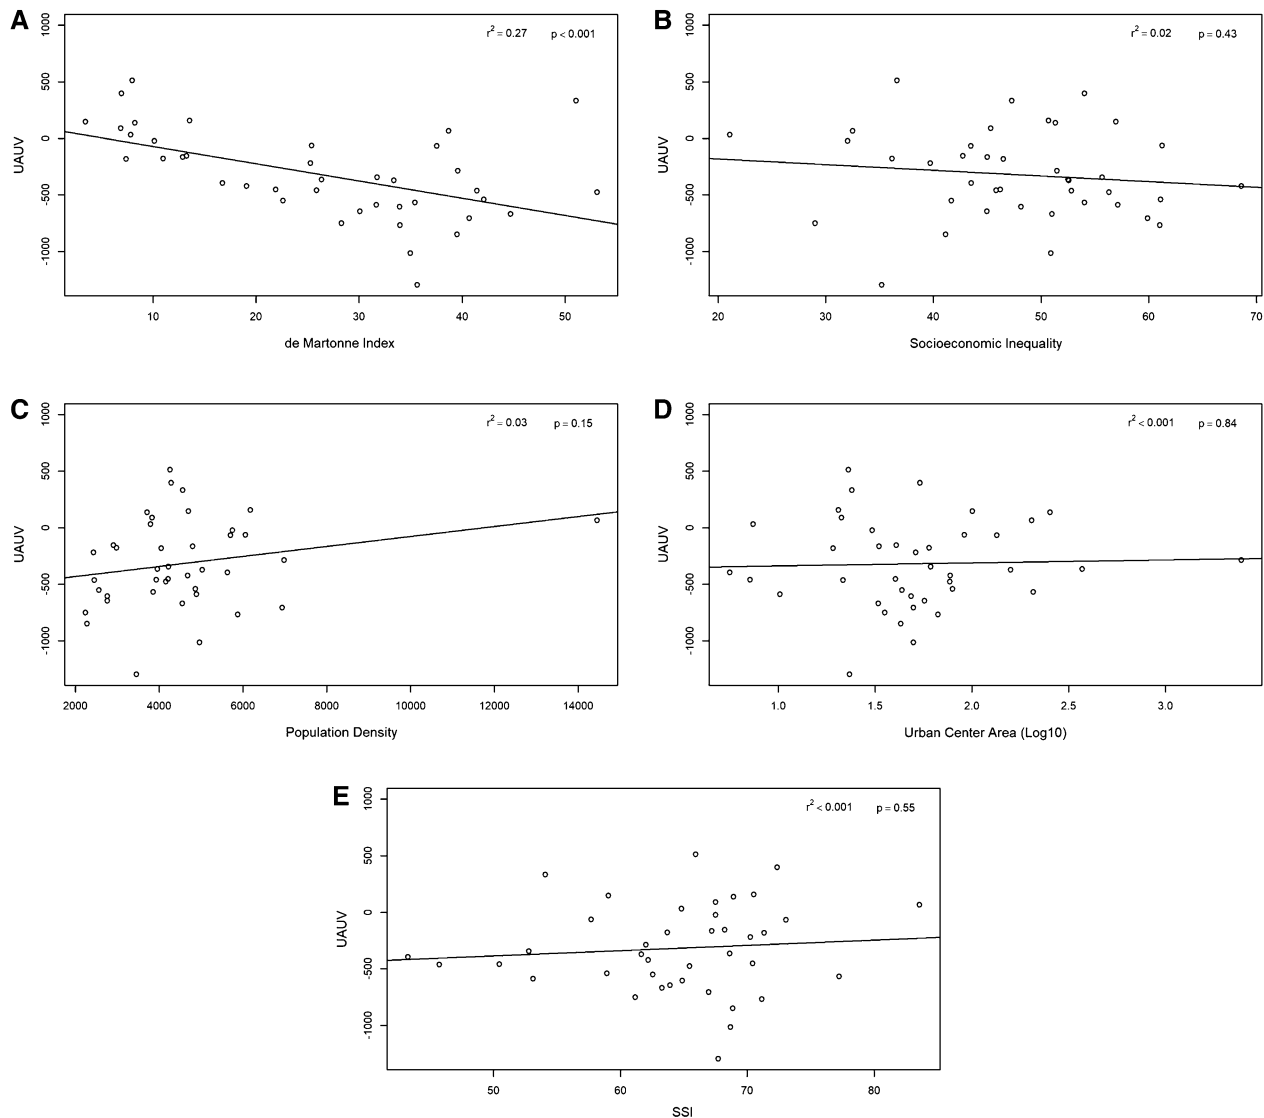 A
r2 = 0.27 p < 0.001
UAUV
1000
500
0
-500
-1000
10 20 30 40 50
de Martonne Index
B
r2 = 0.02 p = 0.43
UAUV
1000
500
0
-500
-1000
20 30 40 50 60 70
Socioeconomic Inequality
C
r2 = 0.03 p = 0.15
UAUV
1000
500
0
-500
-1000
2000 4000 6000 8000 10000 12000 14000
Population Density
D
r2 < 0.001 p = 0.84
UAUV
1000
500
0
-500
-1000
1.0 1.5 2.0 2.5 3.0
Urban Center Area (Log10)
E
r2 < 0.001 p = 0.55
UAUV
1000
500
0
-500
-1000
50 60 70 80
SSI